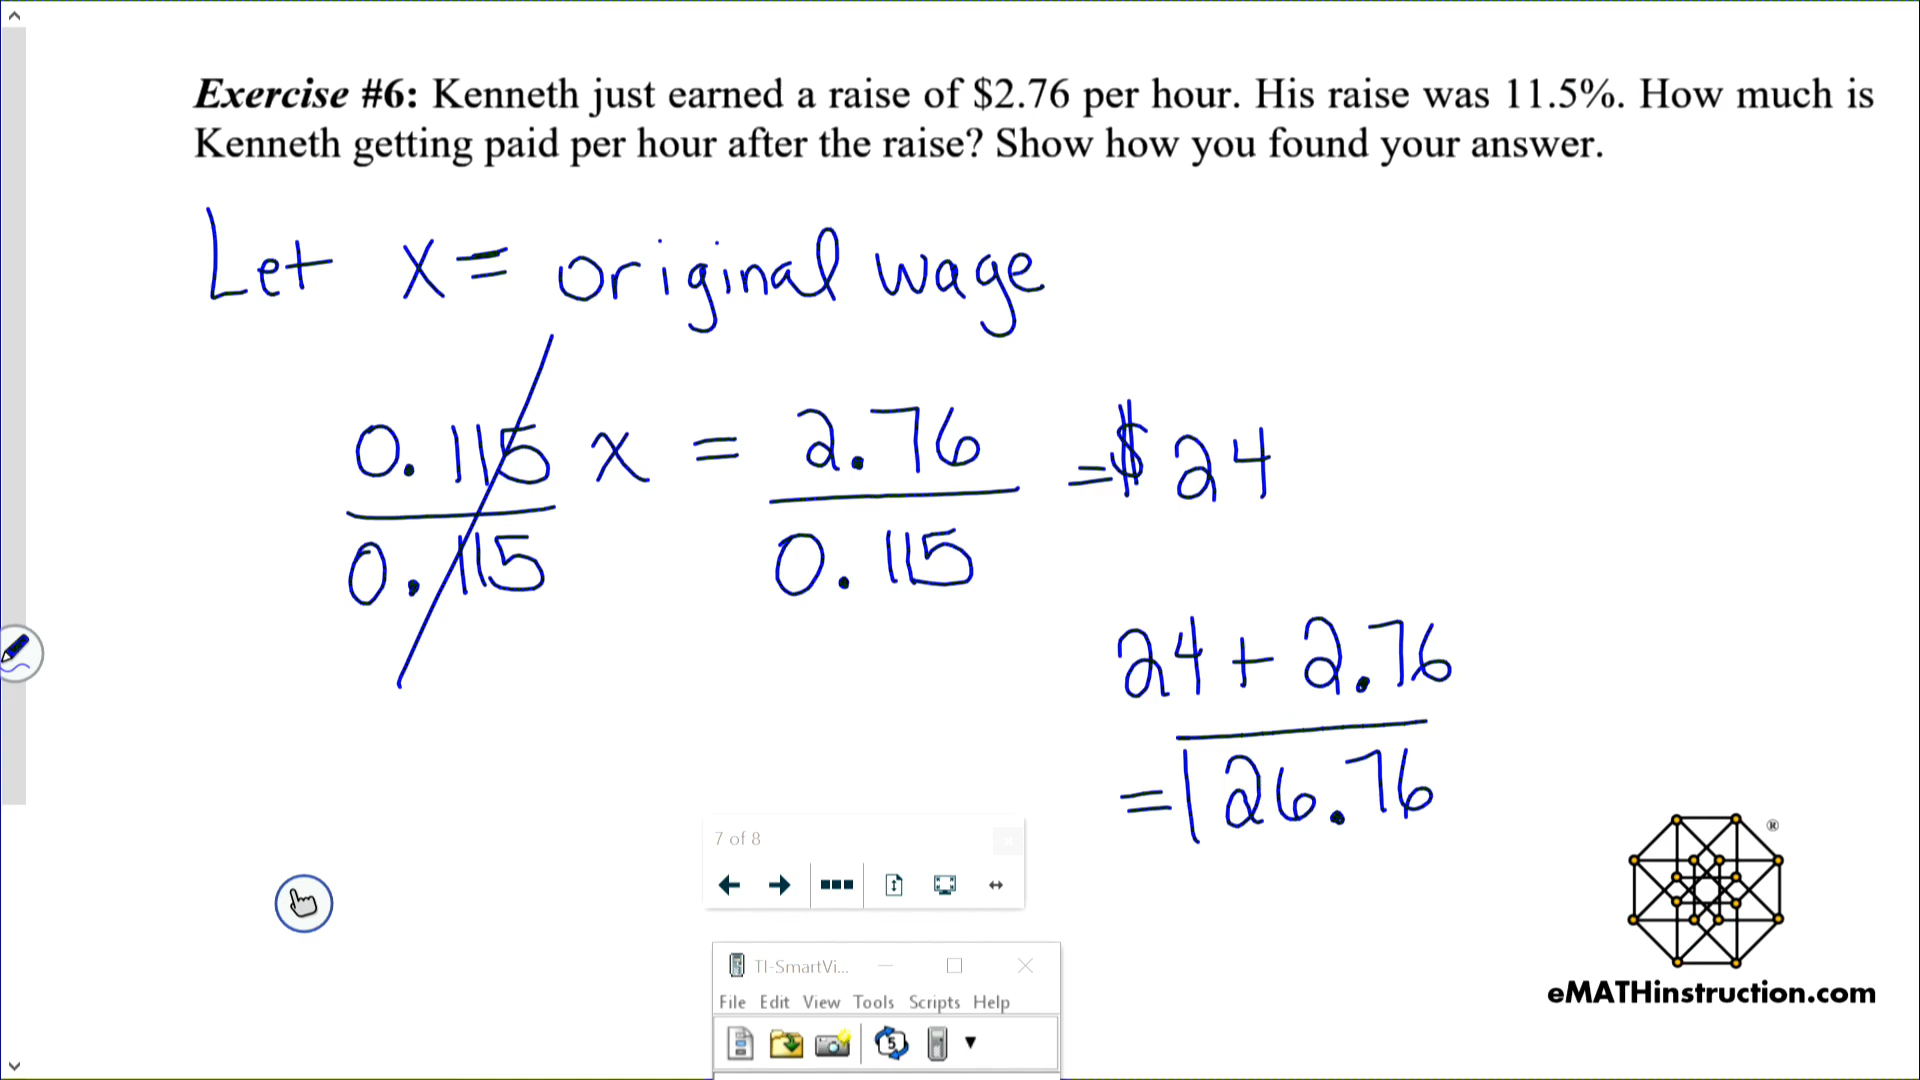 Exercise #6: Kenneth just earned a raise of $2.76 per hour. His raise was 11.5%. How much is
Kenneth getting paid per hour after the raise? Show how you found your answer.
Let x = original wage
0.115 x = 2.76 = $24
0.115 0.115
24 + 2.76
= 26.76
7 of 8
®
eMATHinstruction.com
TI-SmartVi...
File Edit View Tools Scripts Help
5